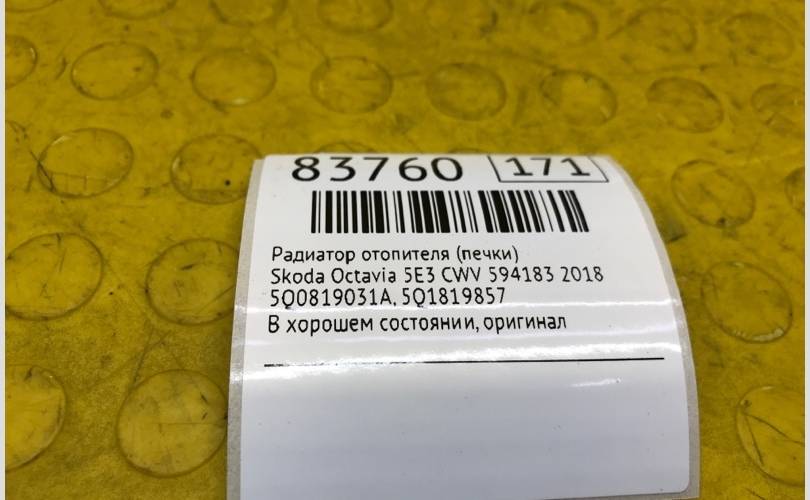 83760 171
Радиатор отопителя (печки)
Skoda Octavia 5E3 CWV 594183 2018
5Q0819031A, 5Q1819857
В хорошем состоянии, оригинал